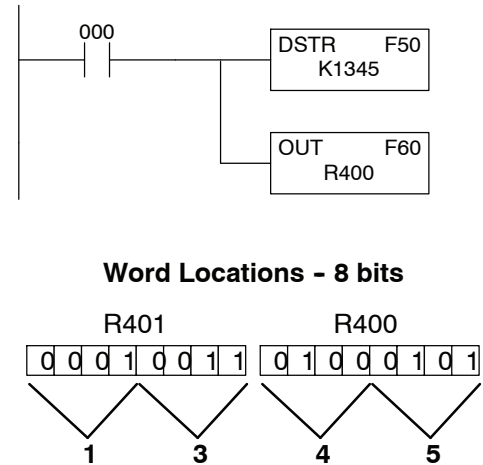 000
DSTR F50
K1345
OUT F60
R400
Word Locations - 8 bits
R401 R400
0 0 0 1 0 0 1 1 0 1 0 0 0 1 0 1
1 3 4 5